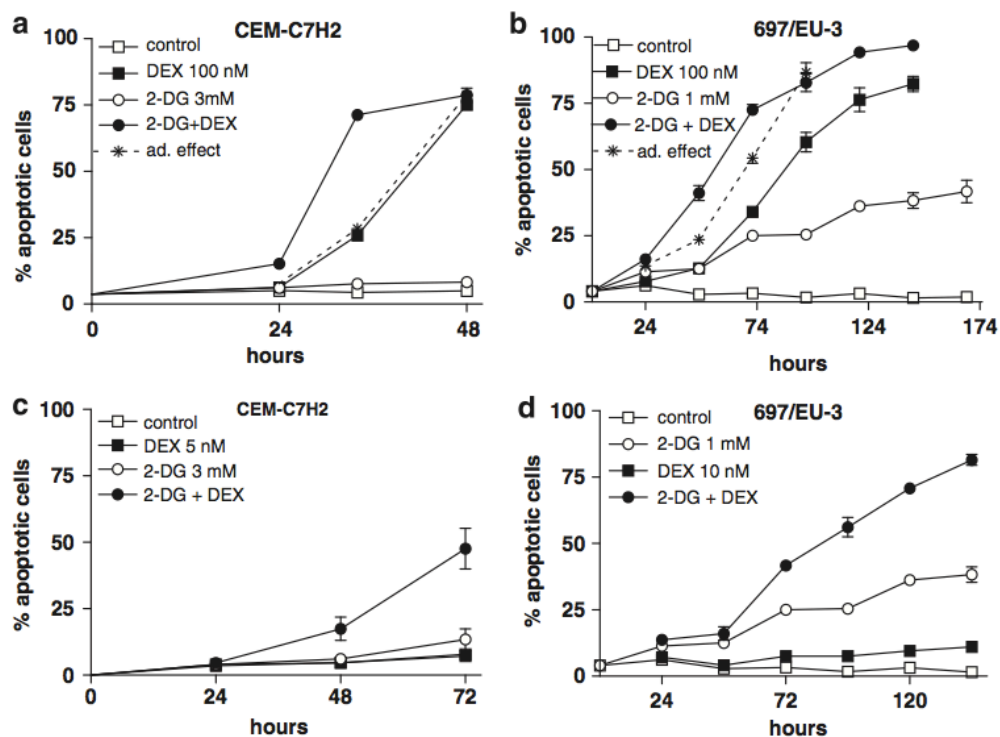 a
CEM-C7H2
100
75
50
25
0
% apoptotic cells
control
DEX 100 nM
2-DG 3mM
2-DG+DEX
ad. effect
0
24
48
hours
b
697/EU-3
100
75
50
25
0
% apoptotic cells
control
DEX 100 nM
2-DG 1 mM
2-DG + DEX
ad. effect
24
74
124
174
hours
c
CEM-C7H2
100
75
50
25
0
% apoptotic cells
control
DEX 5 nM
2-DG 3 mM
2-DG + DEX
0
24
48
72
hours
d
697/EU-3
100
75
50
25
0
% apoptotic cells
control
2-DG 1 mM
DEX 10 nM
2-DG + DEX
24
72
120
hours